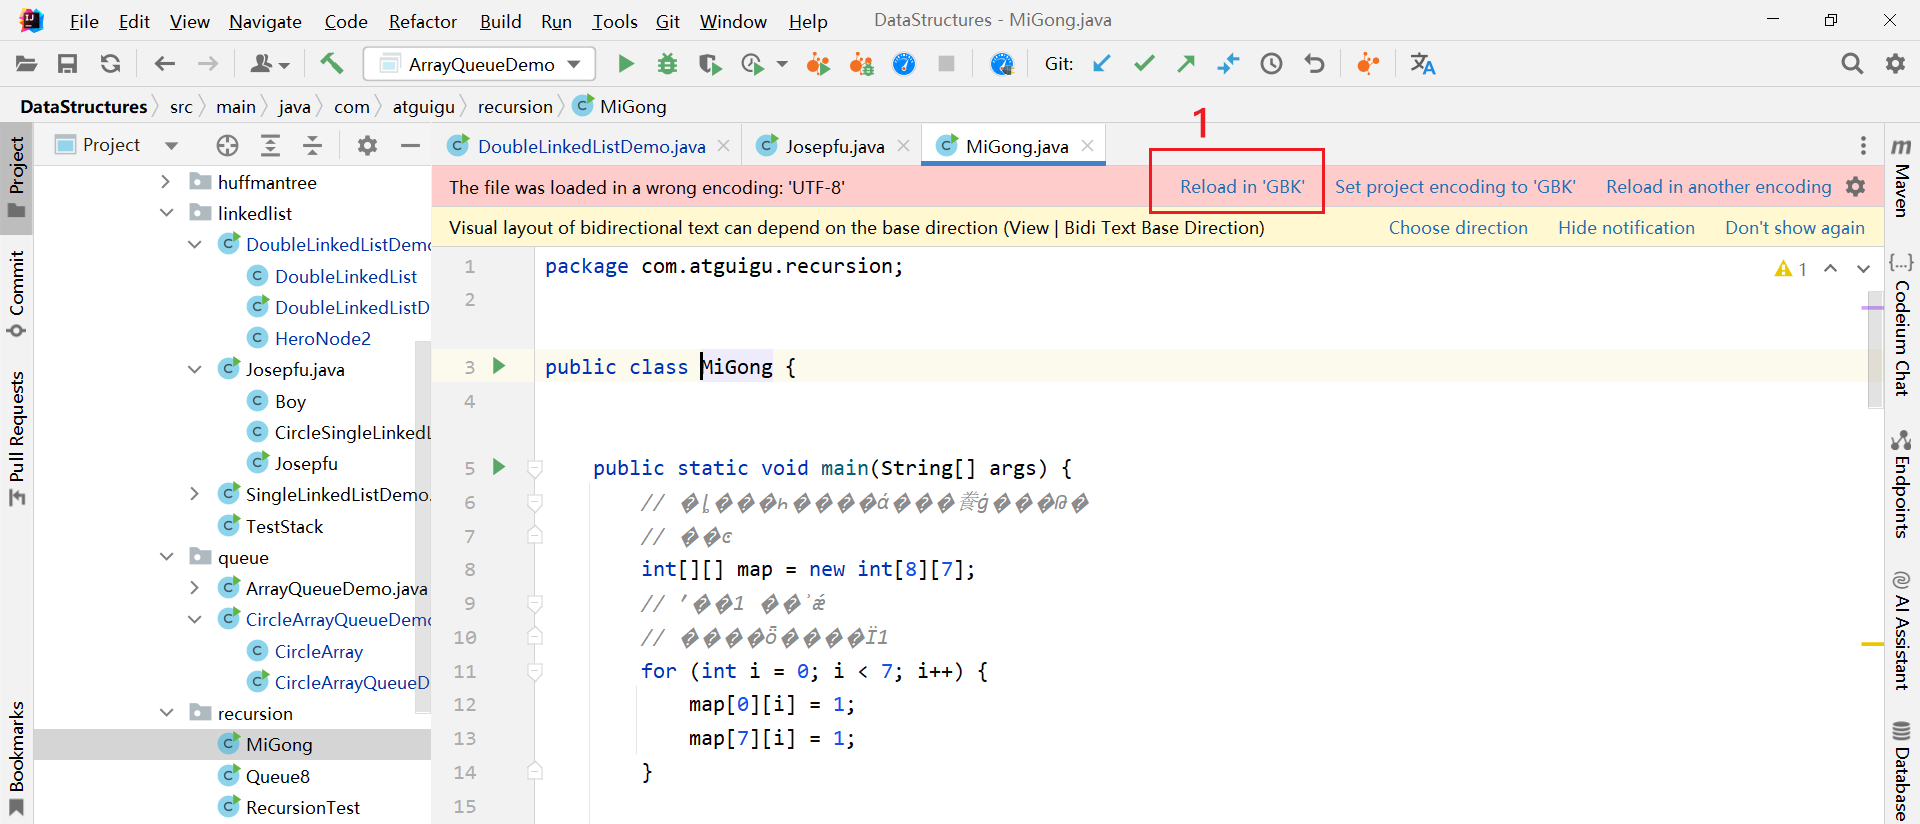 File Edit View Navigate Code Refactor Build Run Tools Git Window Help DataStructures - MiGong.java
ArrayQueueDemo Git:
DataStructures src main java com atguigu recursion MiGong
1
Project
DoubleLinkedListDemo.java Josepfu.java MiGong.java
The file was loaded in a wrong encoding: 'UTF-8' Reload in 'GBK' Set project encoding to 'GBK' Reload in another encoding
Visual layout of bidirectional text can depend on the base direction (View | Bidi Text Base Direction) Choose direction Hide notification Don't show again
Project
Commit
Pull Requests
Bookmarks
huffmantree
linkedlist
DoubleLinkedListDemo
DoubleLinkedList
DoubleLinkedListD
HeroNode2
Josepfu.java
Boy
CircleSingleLinkedL
Josepfu
SingleLinkedListDemo.
TestStack
queue
ArrayQueueDemo.java
CircleArrayQueueDemo
CircleArray
CircleArrayQueueD
recursion
MiGong
Queue8
RecursionTest
1 package com.atguigu.recursion;
1
2
3 public class MiGong {
4
5 public static void main(String[] args) {
6 //
7 //
8 int[][] map = new int[8][7];
9 //
10 //
11 for (int i = 0; i < 7; i++) {
12 map[0][i] = 1;
13 map[7][i] = 1;
14 }
15
m Maven
{...} Codeium Chat
Endpoints
AI Assistant
Database